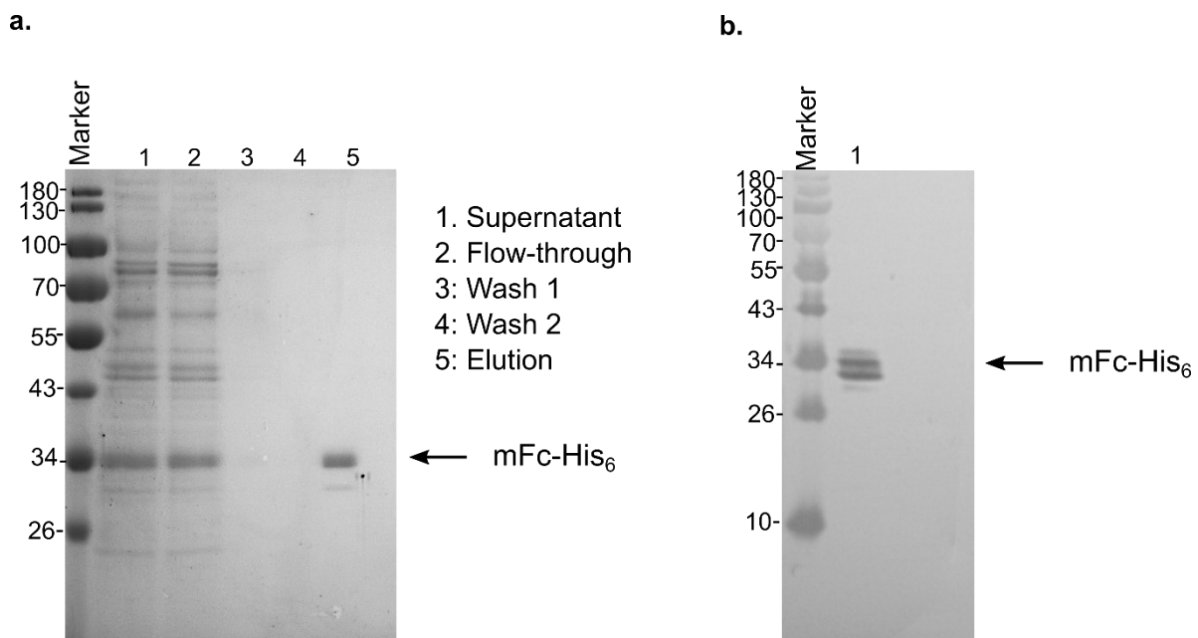 a.
Marker
1 2 3 4 5
180-
130-
100-
70-
55-
43-
34-
26-
1. Supernatant
2. Flow-through
3: Wash 1
4: Wash 2
5: Elution
mFc-His₆
b.
Marker
1
180-
130-
100-
70-
55-
43-
34-
26-
10-
mFc-His₆